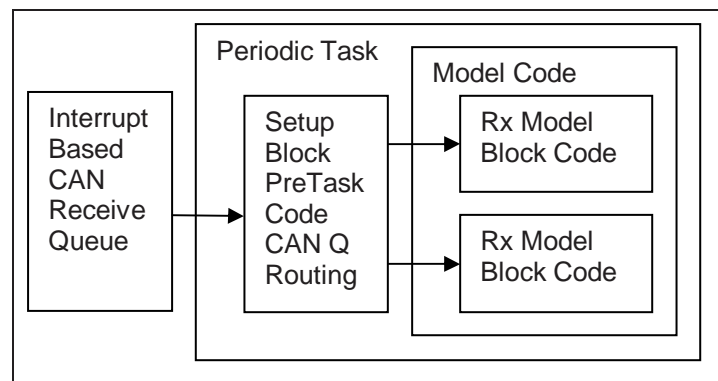 Periodic Task
Model Code
Interrupt
Based
CAN
Receive
Queue
Setup
Block
PreTask
Code
CAN Q
Routing
Rx Model
Block Code
Rx Model
Block Code